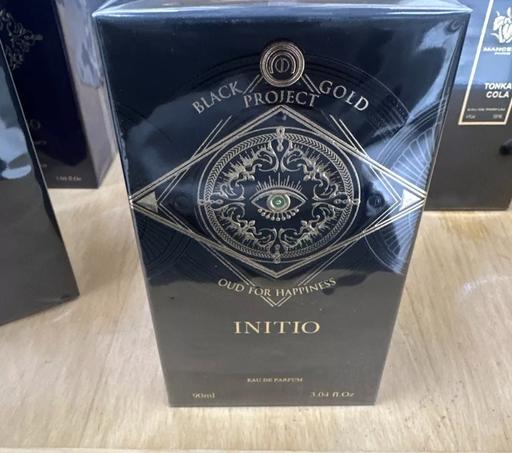 BLACK GOLD
PROJECT
OUD FOR HAPPINESS
INITIO
EAU DE PARFUM
90ml 3.04 fl.Oz
TONKA
COLA